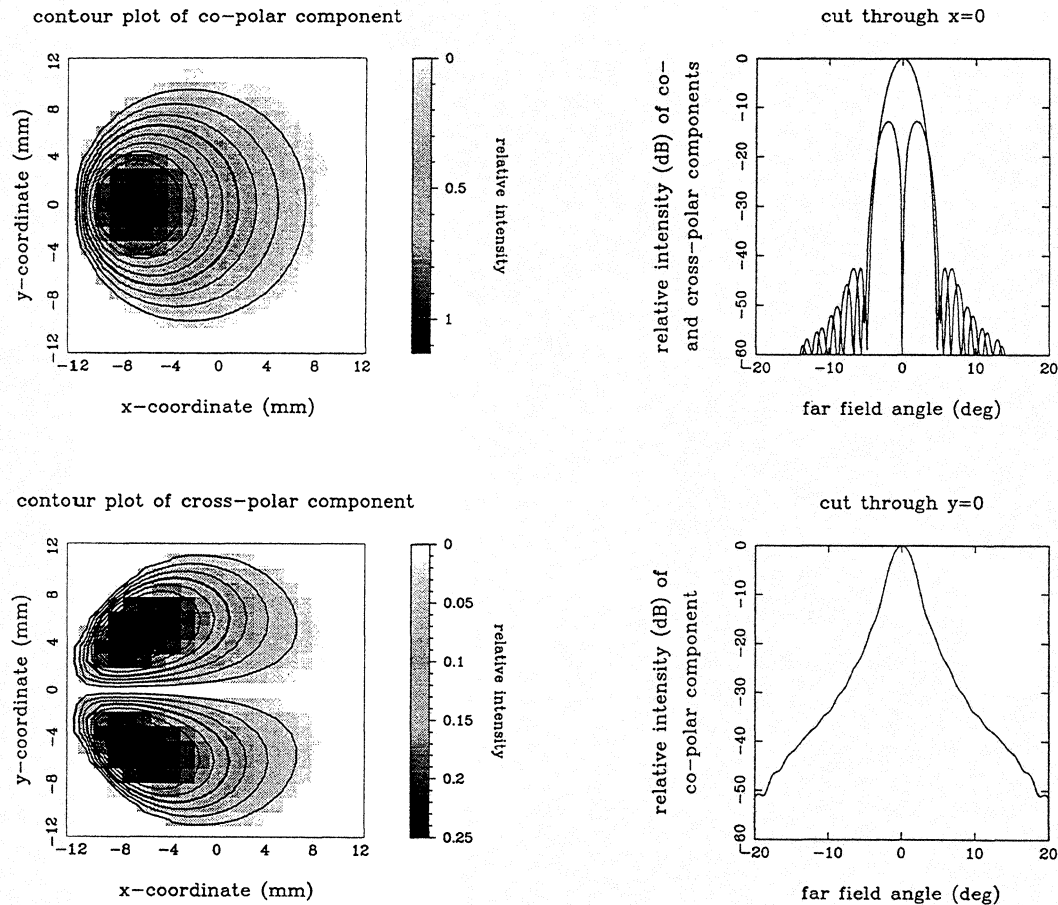 contour plot of co-polar component
12
8
4
0
-4
-8
-12
y-coordinate (mm)
-12 -8 -4 0 4 8 12
x-coordinate (mm)
0
0.5
1
relative intensity
cut through x=0
0
-10
-20
-30
-40
-50
-60
relative intensity (dB) of co-
and cross-polar components
-20 -10 0 10 20
far field angle (deg)
contour plot of cross-polar component
12
8
4
0
-4
-8
-12
y-coordinate (mm)
-12 -8 -4 0 4 8 12
x-coordinate (mm)
0
0.05
0.1
0.15
0.2
0.25
relative intensity
cut through y=0
0
-10
-20
-30
-40
-50
-60
relative intensity (dB) of
co-polar component
-20 -10 0 10 20
far field angle (deg)